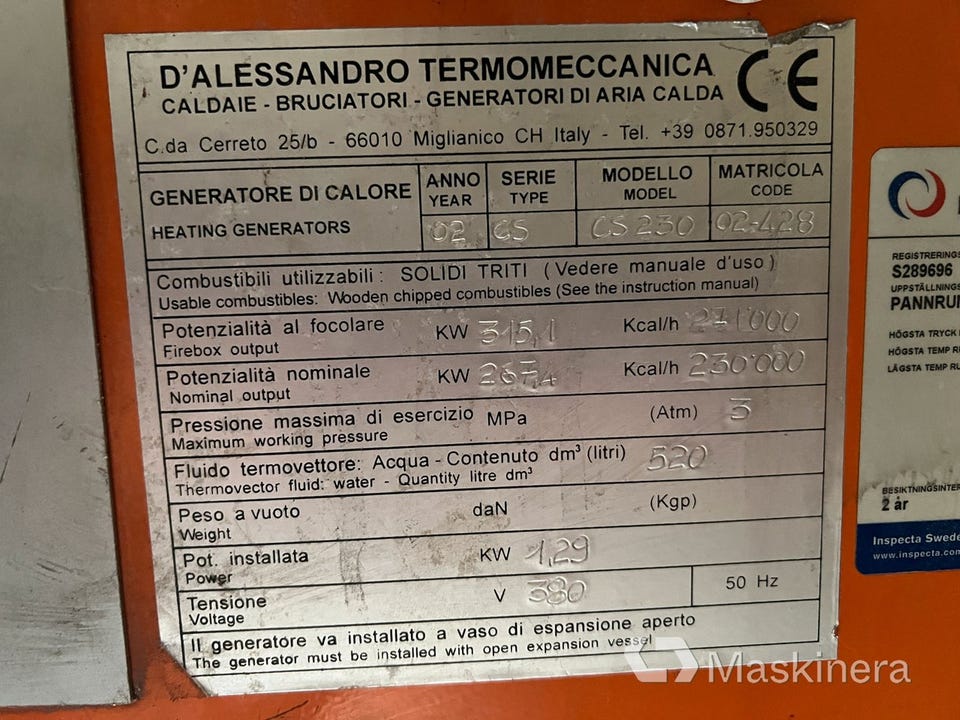 D'ALESSANDRO TERMOMECCANICA CE
CALDAIE - BRUCIATORI - GENERATORI DI ARIA CALDA
C.da Cerreto 25/b - 66010 Miglianico CH Italy - Tel. +39 0871.950329
GENERATORE DI CALORE
HEATING GENERATORS
ANNO
YEAR
02
SERIE
TYPE
CS
MODELLO
MODEL
CS 230
MATRICOLA
CODE
02-428
Combustibili utilizzabili: SOLIDI TRITI (Vedere manuale d'uso)
Usable combustibles: Wooden chipped combustibles (See the instruction manual)
Potenzialità al focolare KW 315,1 Kcal/h 271'000
Firebox output
Potenzialità nominale KW 267,4 Kcal/h 230'000
Nominal output
Pressione massima di esercizio MPa (Atm) 3
Maximum working pressure
Fluido termovettore: Acqua - Contenuto dm³ (litri) 520
Thermovector fluid: water - Quantity litre dm³
Peso a vuoto daN (Kgp)
Weight
Pot. installata KW 1,29
Power
Tensione V 380 50 Hz
Voltage
Il generatore va installato a vaso di espansione aperto
The generator must be installed with open expansion vessel
REGISTRERINGS
S289696
UPPSTÄLLNINGS
PANNRUM
HÖGSTA TRYCK
HÖGSTA TEMP
LÄGSTA TEMP
BESIKTNINGSINTER
2 år
Inspecta Swede
www.inspecta.com
Maskinera